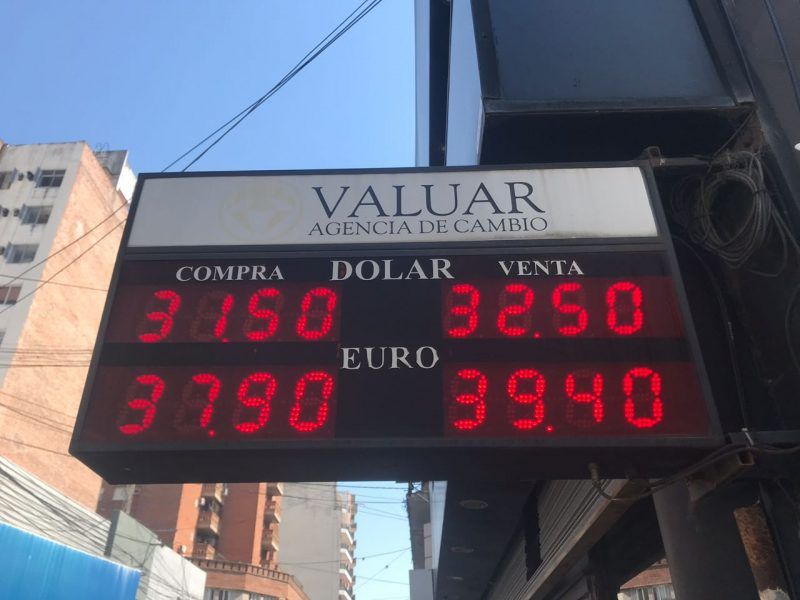 VALUAR
AGENCIA DE CAMBIO
COMPRA DOLAR VENTA
31.50 32.50
EURO
37.90 39.40